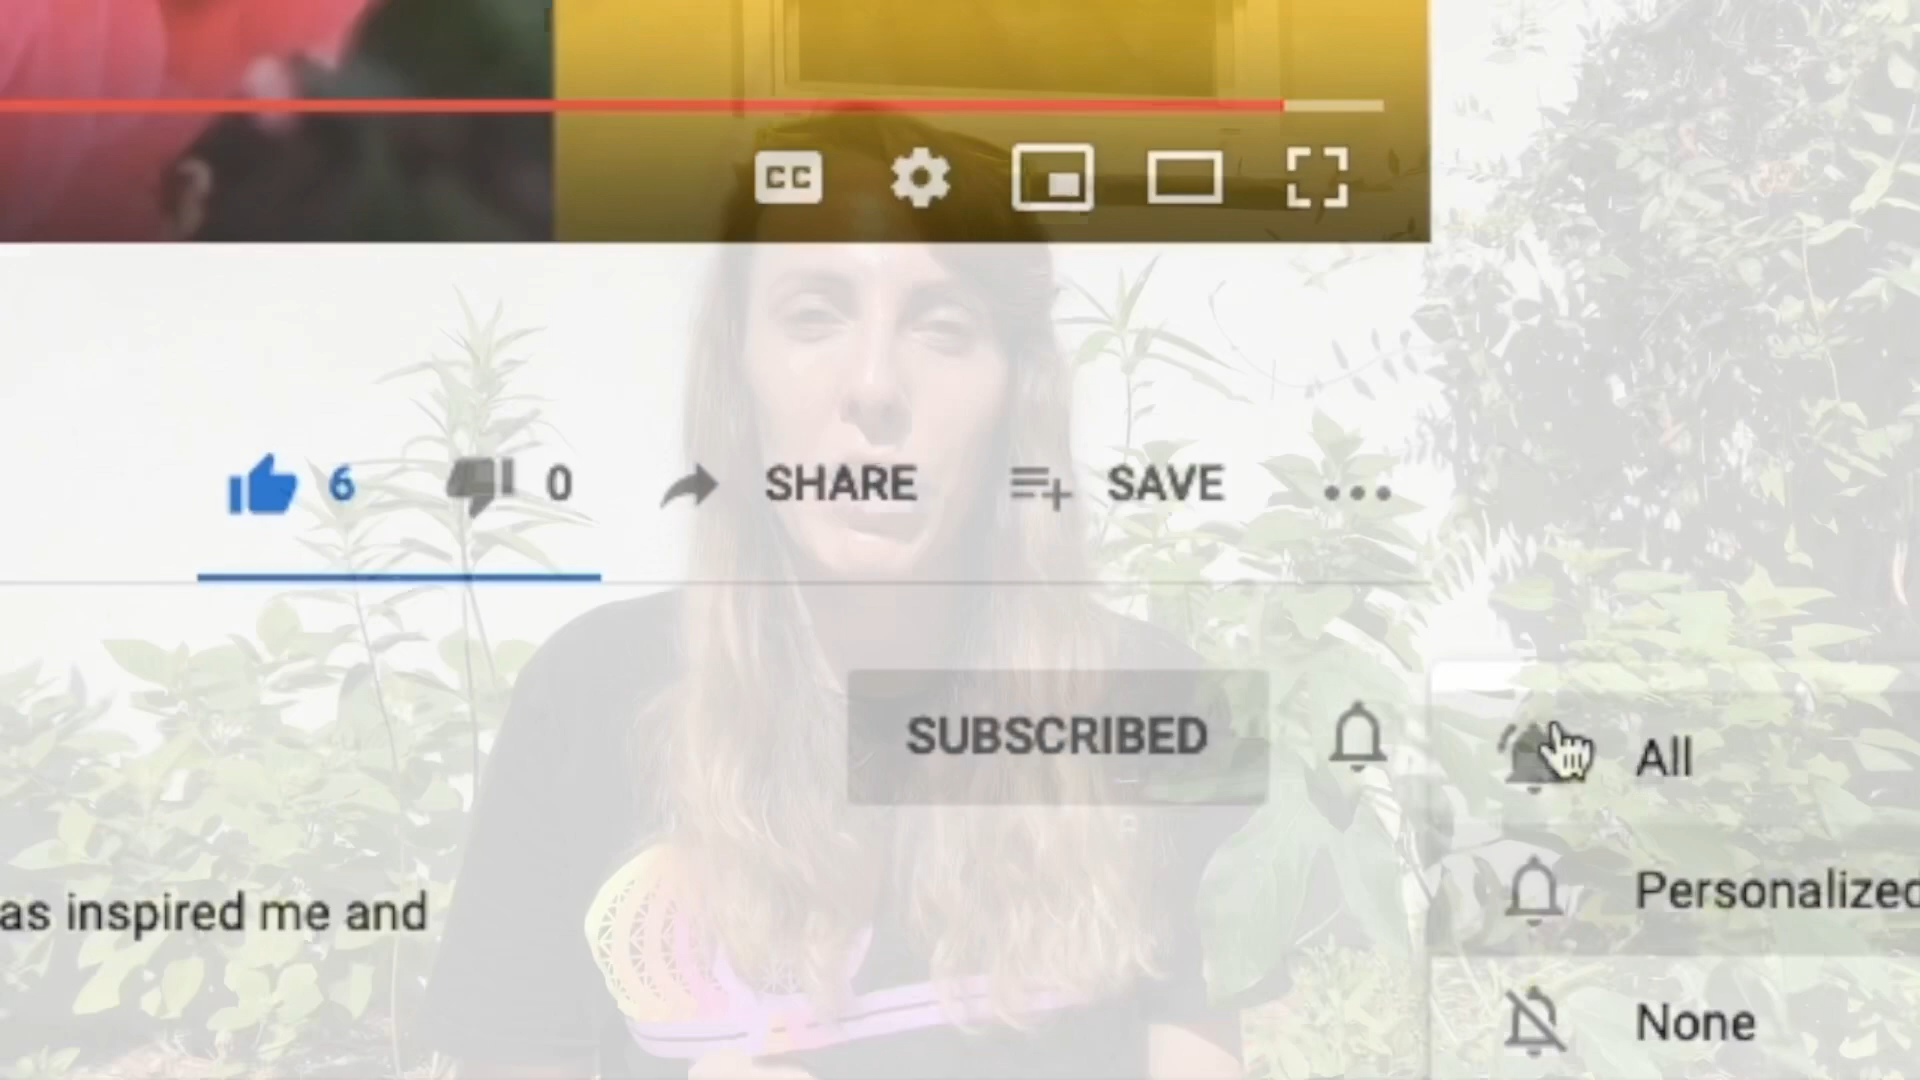 CC
6 0 SHARE SAVE
SUBSCRIBED
All
Personalized
as inspired me and
None